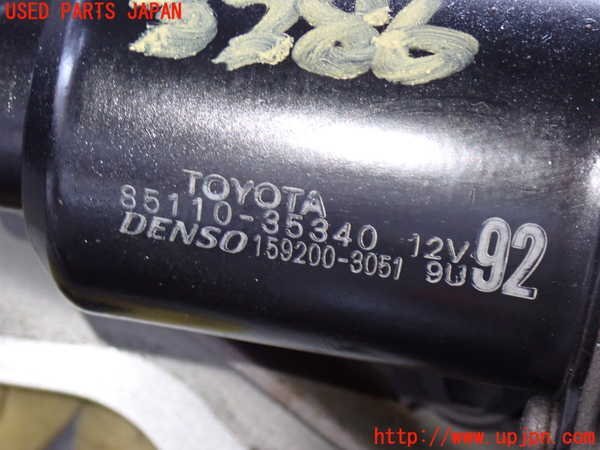 USED PARTS JAPAN
TOYOTA
85110-35340 12V
DENSO 159200-3051 9U 92
http://www.upjpn.com/